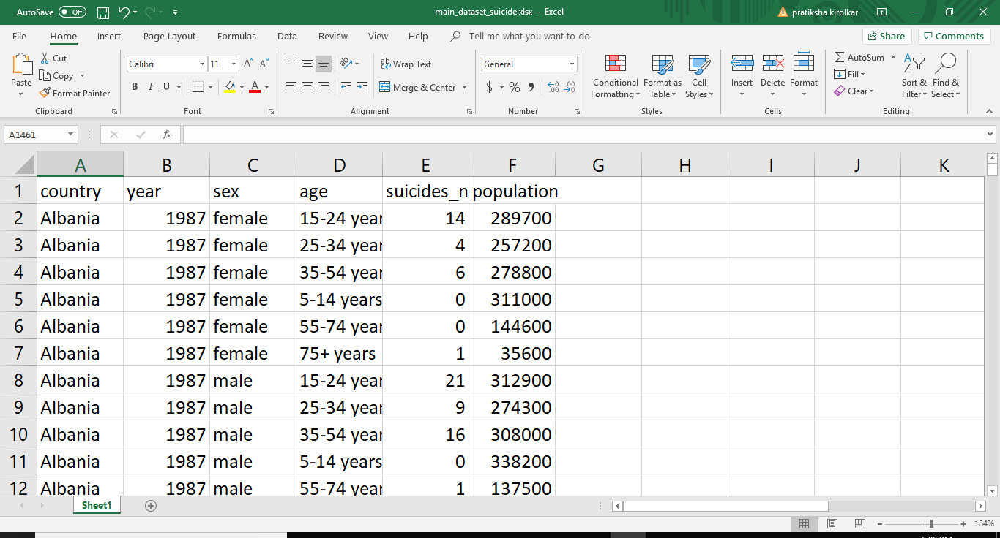 AutoSave Off main_dataset_suicide.xlsx - Excel pratiksha kirolkar
File Home Insert Page Layout Formulas Data Review View Help Tell me what you want to do Share Comments
Paste Cut Copy Format Painter Clipboard
Calibri 11 A A B I U A Font
Wrap Text Merge & Center Alignment
General $ % , Number
Conditional Formatting Format as Table Cell Styles Styles
Insert Delete Format Cells
AutoSum Fill Clear Sort & Filter Find & Select Editing
A1461 fx
A B C D E F G H I J K
1 country year sex age suicides_n population
2 Albania 1987 female 15-24 year 14 289700
3 Albania 1987 female 25-34 year 4 257200
4 Albania 1987 female 35-54 year 6 278800
5 Albania 1987 female 5-14 years 0 311000
6 Albania 1987 female 55-74 year 0 144600
7 Albania 1987 female 75+ years 1 35600
8 Albania 1987 male 15-24 year 21 312900
9 Albania 1987 male 25-34 year 9 274300
10 Albania 1987 male 35-54 year 16 308000
11 Albania 1987 male 5-14 years 0 338200
12 Albania 1987 male 55-74 year 1 137500
Sheet1
184%